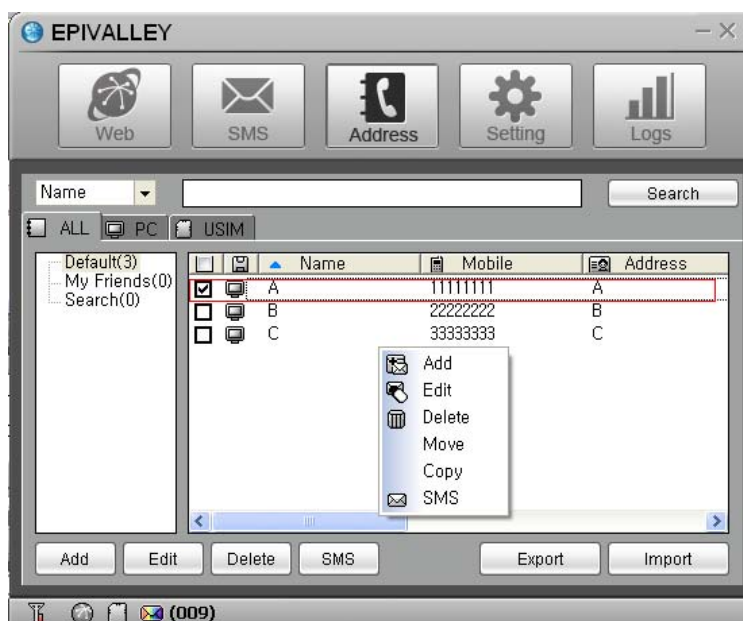 EPIVALLEY
Web SMS Address Setting Logs
Name Search
ALL PC USIM
Default(3)
My Friends(0)
Search(0)
Name Mobile Address
A 11111111 A
B 22222222 B
C 33333333 C
Add
Edit
Delete
Move
Copy
SMS
Add Edit Delete SMS Export Import
(009)